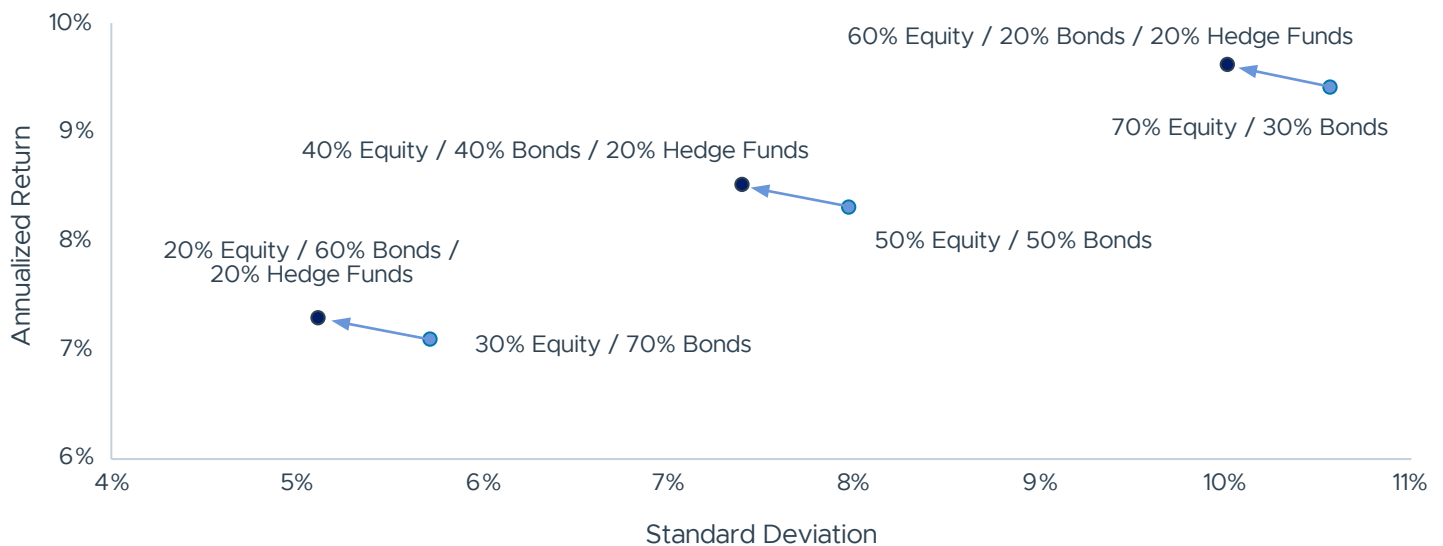 10%
60% Equity / 20% Bonds / 20% Hedge Funds
70% Equity / 30% Bonds
9%
40% Equity / 40% Bonds / 20% Hedge Funds
50% Equity / 50% Bonds
8%
20% Equity / 60% Bonds /
20% Hedge Funds
30% Equity / 70% Bonds
7%
6%
Annualized Return
4% 5% 6% 7% 8% 9% 10% 11%
Standard Deviation